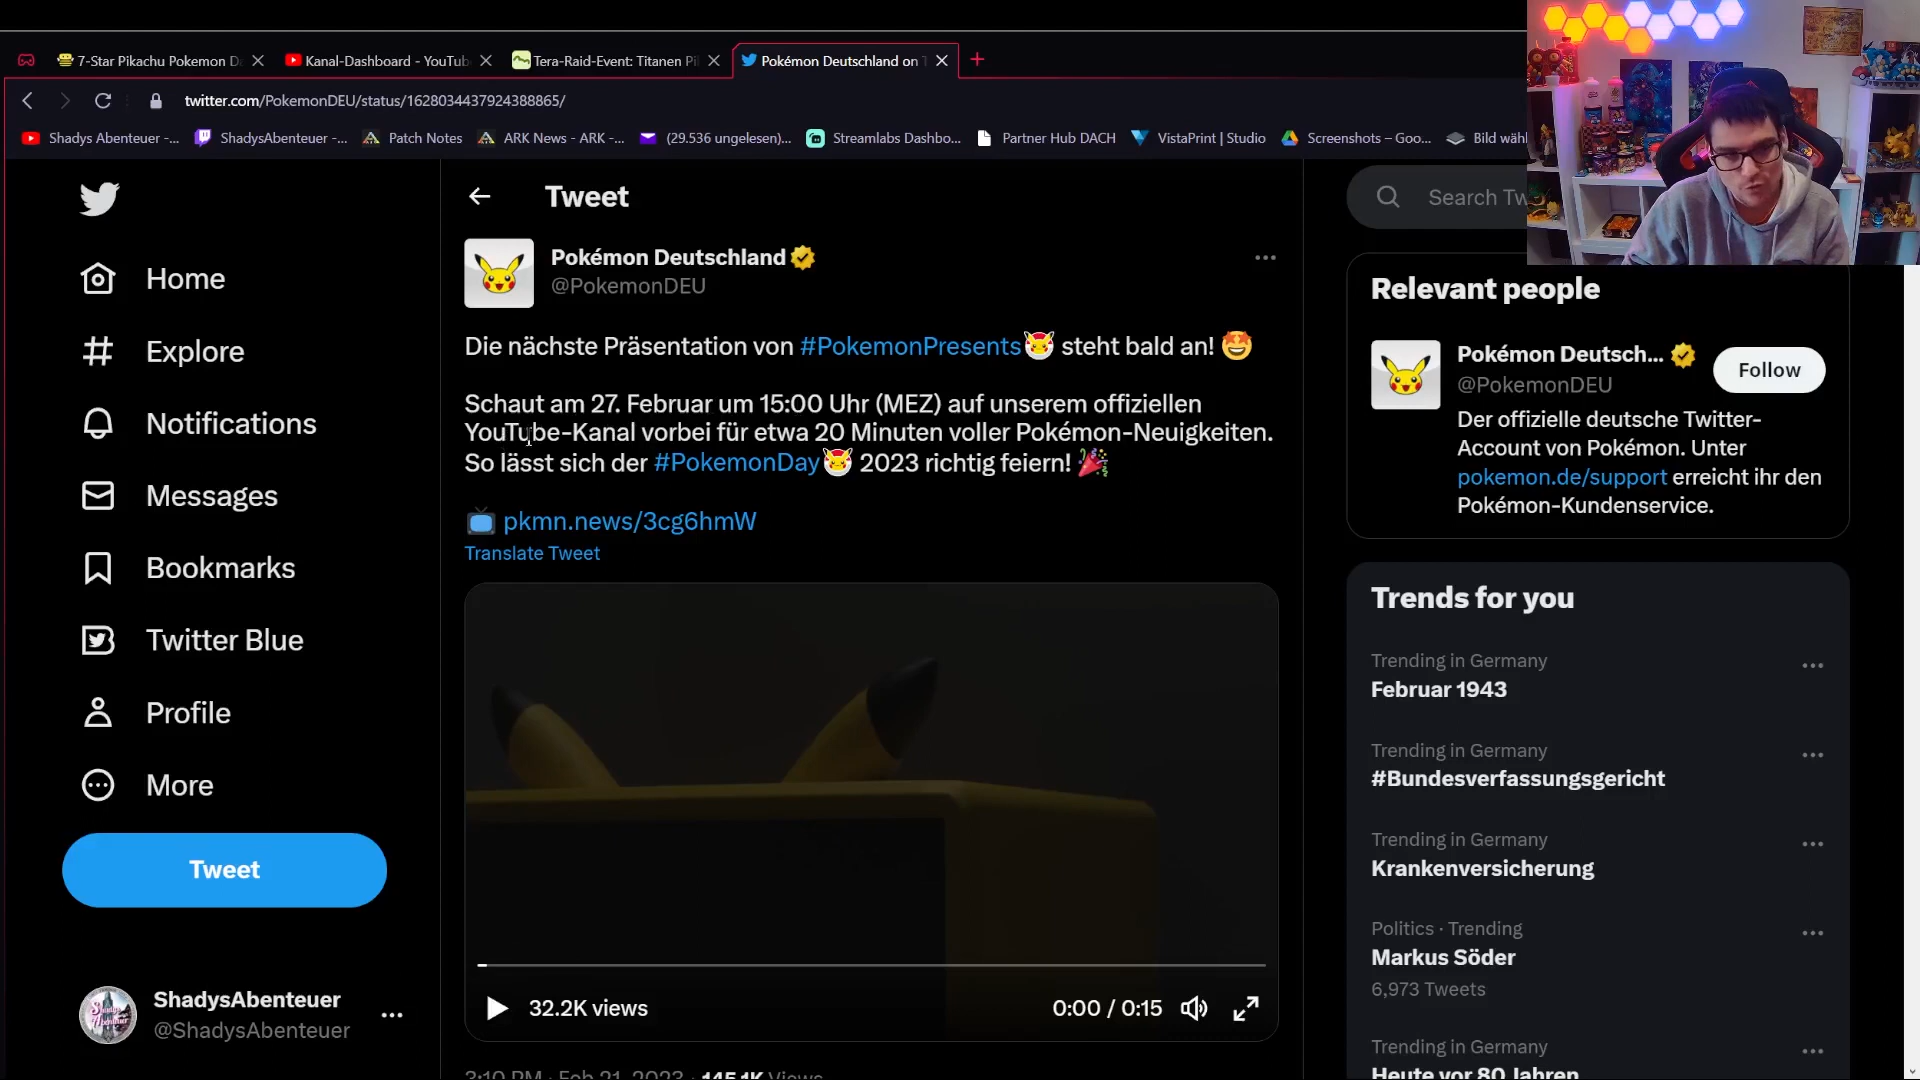 7-Star Pikachu Pokemon D
Kanal-Dashboard - YouTub
Tera-Raid-Event: Titanen Pi
Pokémon Deutschland on T
twitter.com/PokemonDEU/status/1628034437924388865/
Shadys Abenteuer -...
ShadysAbenteuer -...
Patch Notes
ARK News - ARK -...
(29.536 ungelesen)...
Streamlabs Dashbo...
Partner Hub DACH
VistaPrint | Studio
Screenshots – Goo...
Bild wähl
Home
Explore
Notifications
Messages
Bookmarks
Twitter Blue
Profile
More
Tweet
ShadysAbenteuer
@ShadysAbenteuer
Tweet
Pokémon Deutschland
@PokemonDEU
Die nächste Präsentation von #PokemonPresents steht bald an! 🤩
Schaut am 27. Februar um 15:00 Uhr (MEZ) auf unserem offiziellen
YouTube-Kanal vorbei für etwa 20 Minuten voller Pokémon-Neuigkeiten.
So lässt sich der #PokemonDay 2023 richtig feiern! 🎉
📺 pkmn.news/3cg6hmW
Translate Tweet
32.2K views
0:00 / 0:15
3:10 PM · Feb 21, 2023 · 145.1K Views
Search Tw
Relevant people
Pokémon Deutsch...
@PokemonDEU
Follow
Der offizielle deutsche Twitter-
Account von Pokémon. Unter
pokemon.de/support erreicht ihr den
Pokémon-Kundenservice.
Trends for you
Trending in Germany
Februar 1943
Trending in Germany
#Bundesverfassungsgericht
Trending in Germany
Krankenversicherung
Politics · Trending
Markus Söder
6,973 Tweets
Trending in Germany
Heute vor 80 Jahren